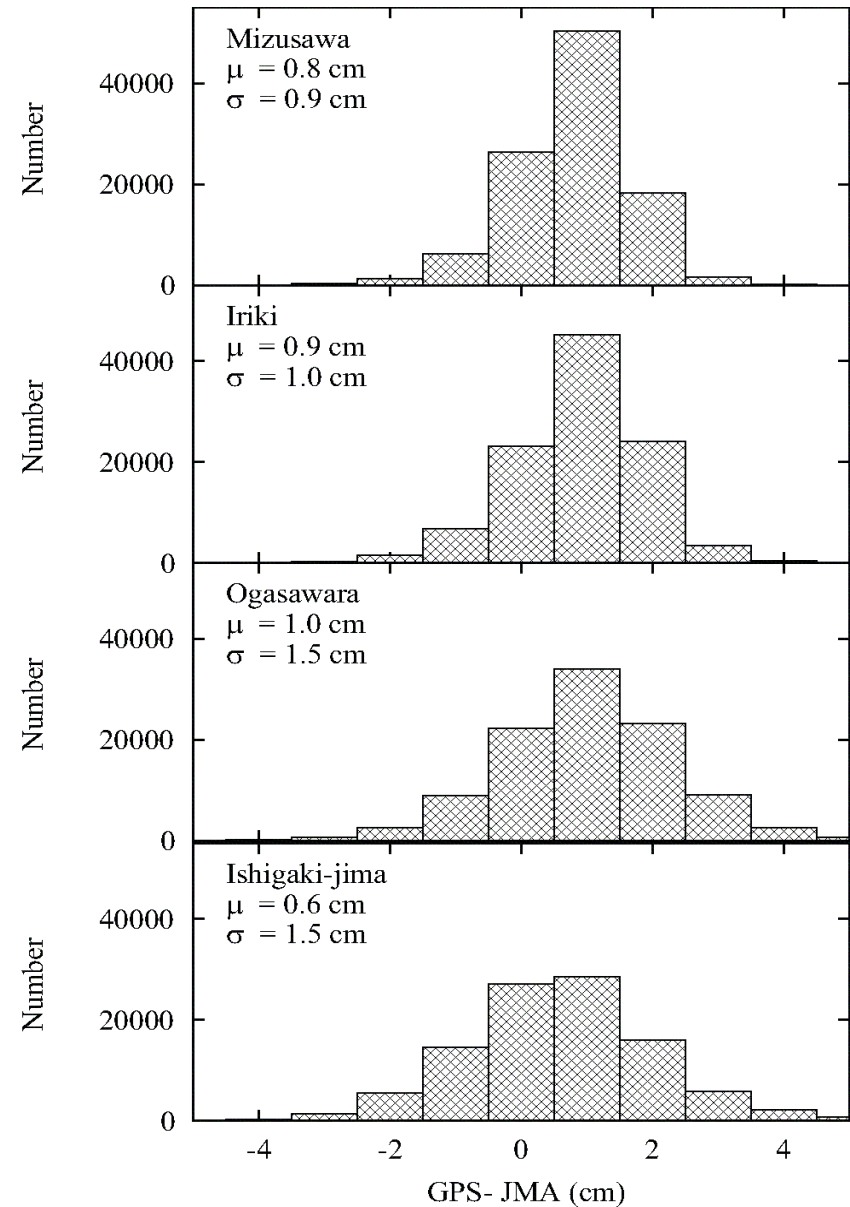 Mizusawa
μ = 0.8 cm
σ = 0.9 cm
40000
20000
0
Number
Iriki
μ = 0.9 cm
σ = 1.0 cm
40000
20000
0
Number
Ogasawara
μ = 1.0 cm
σ = 1.5 cm
40000
20000
0
Number
Ishigaki-jima
μ = 0.6 cm
σ = 1.5 cm
40000
20000
0
Number
-4 -2 0 2 4
GPS- JMA (cm)